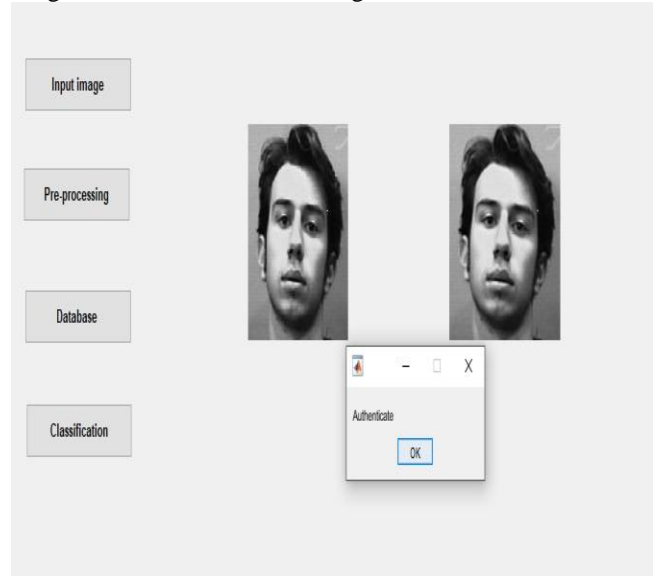 Input image
Pre-processing
Database
Classification
Authenticate
OK